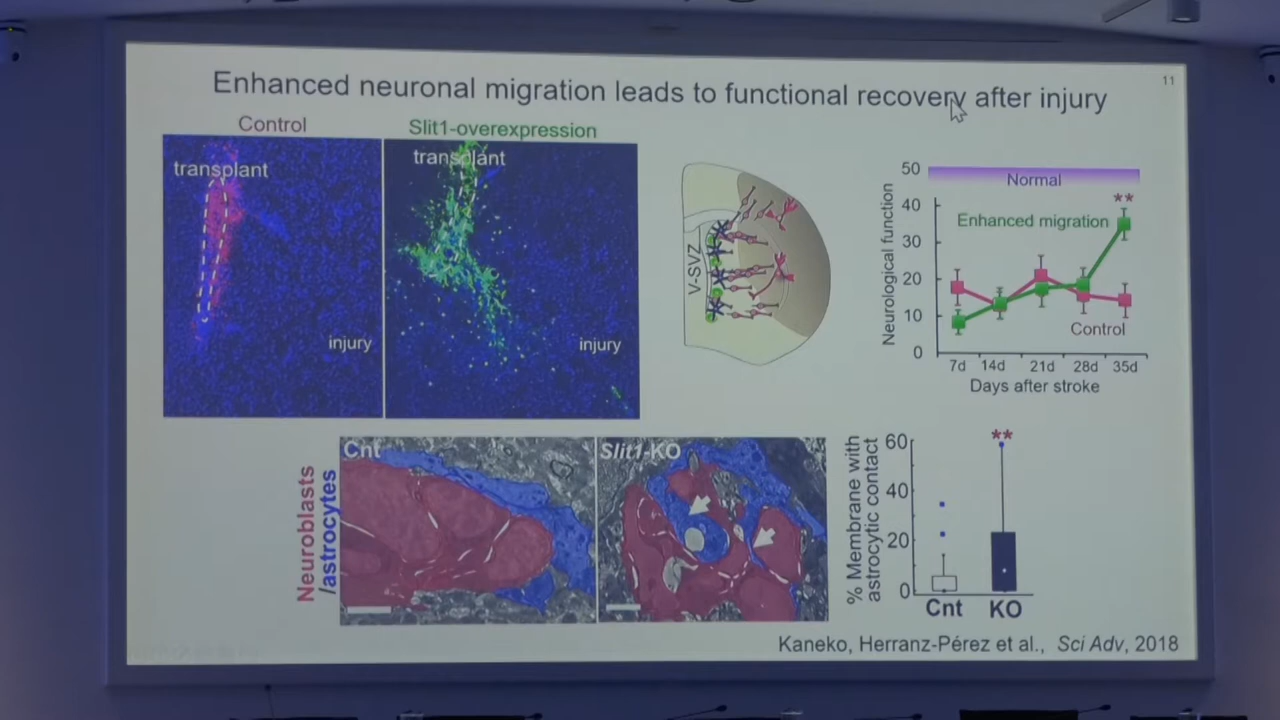 11
Enhanced neuronal migration leads to functional recovery after injury
Control
Slit1-overexpression
transplant
transplant
injury
injury
V-SVZ
Neurological function
50
40
30
20
10
0
Normal
**
Enhanced migration
Control
7d 14d 21d 28d 35d
Days after stroke
Neuroblasts
/astrocytes
Cnt
Slit1-KO
% Membrane with
astrocytic contact
60
40
20
0
**
Cnt KO
Kaneko, Herranz-Pérez et al., Sci Adv, 2018